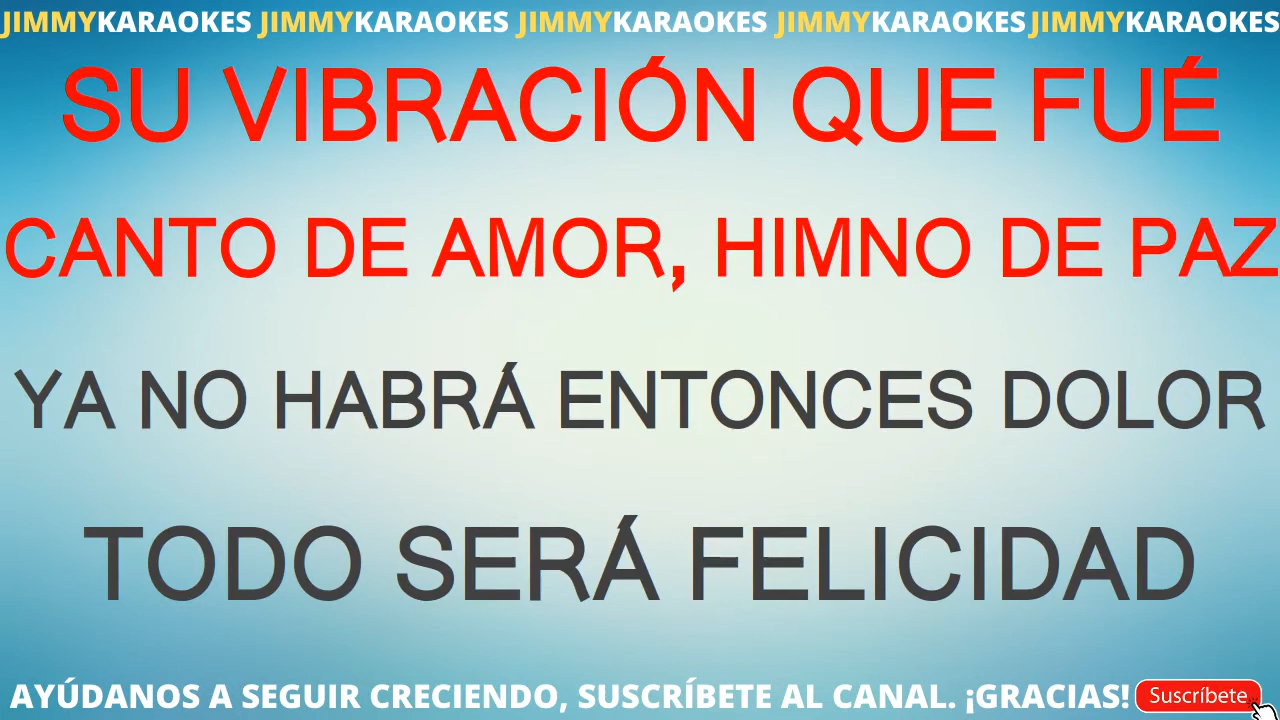 JIMMYKARAOKES JIMMYKARAOKES JIMMYKARAOKES JIMMYKARAOKES JIMMYKARAOKES
SU VIBRACIÓN QUE FUÉ
CANTO DE AMOR, HIMNO DE PAZ
YA NO HABRÁ ENTONCES DOLOR
TODO SERÁ FELICIDAD
AYÚDANOS A SEGUIR CRECIENDO, SUSCRÍBETE AL CANAL. ¡GRACIAS! Suscríbete